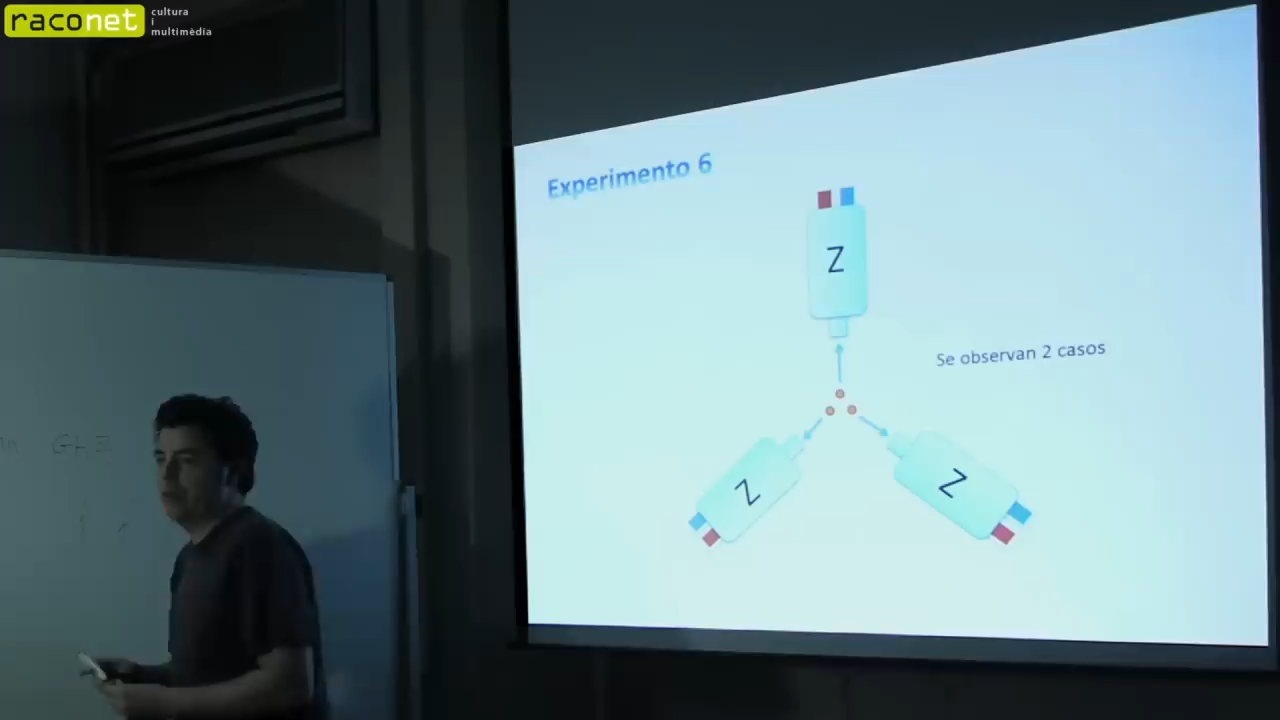 raconet
cultura
i
multimèdia
Experimento 6
Z
Se observan 2 casos
Z
Z